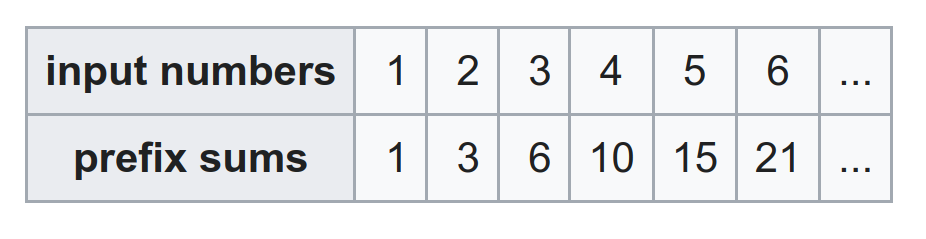 input numbers 1 2 3 4 5 6 ...
prefix sums 1 3 6 10 15 21 ...